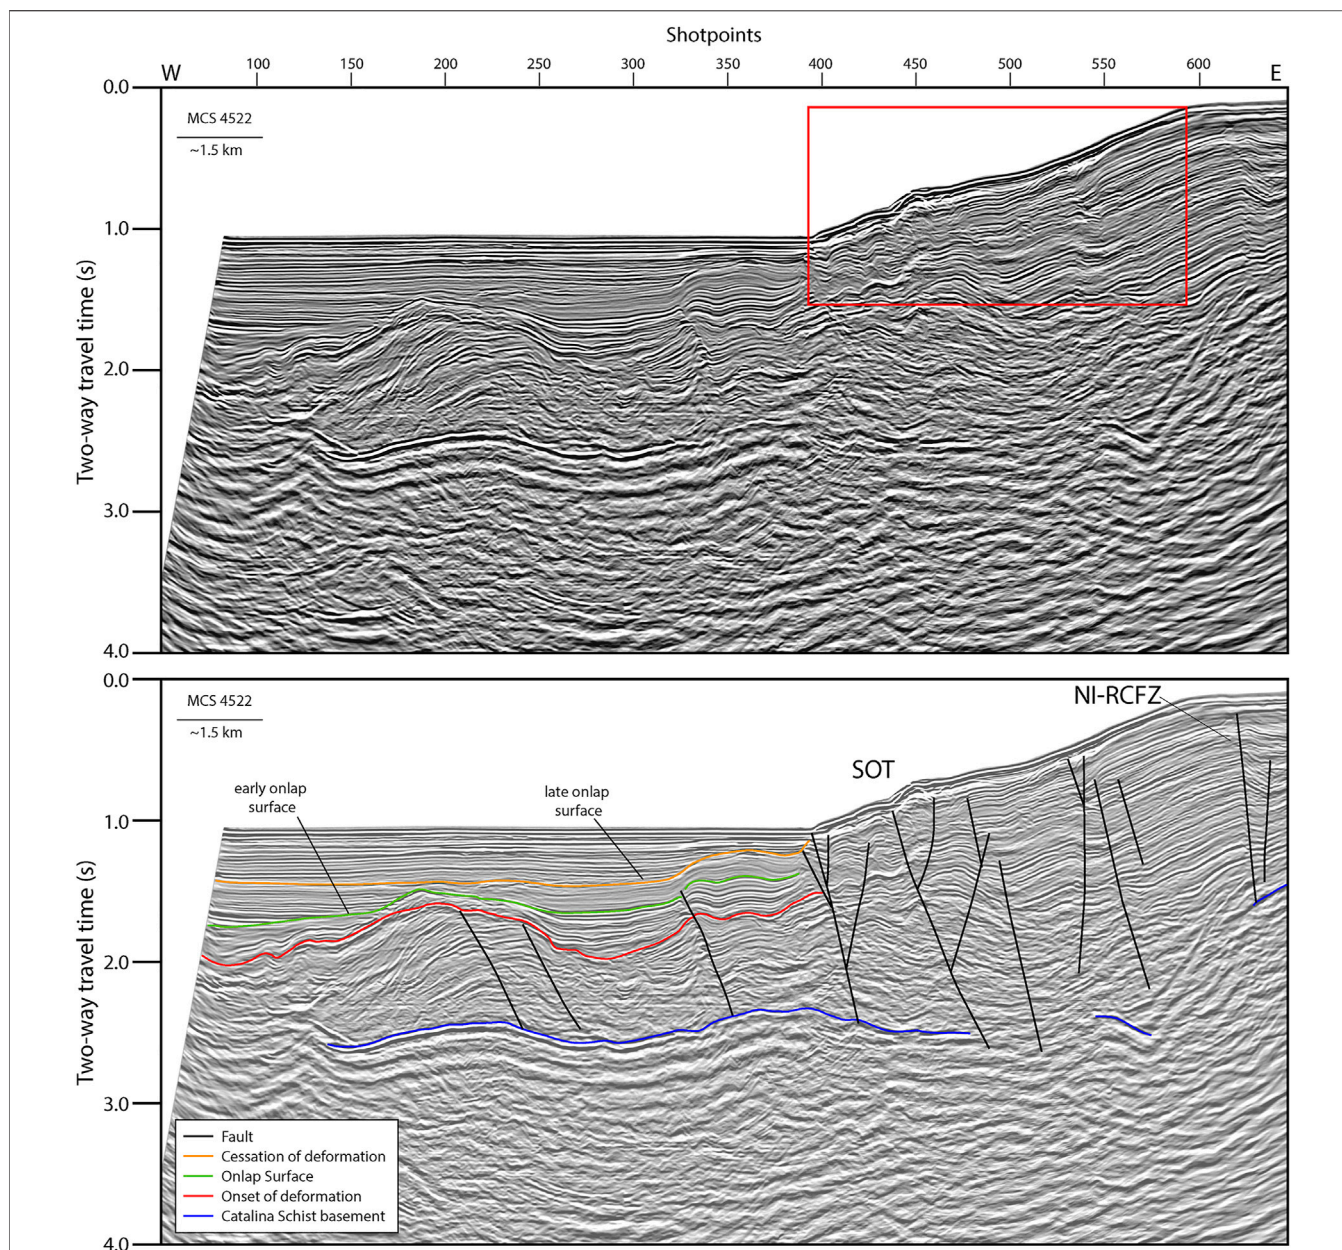 Shotpoints
W 100 150 200 250 300 350 400 450 500 550 600 E
0.0
MCS 4522
~1.5 km
1.0
2.0
3.0
4.0
Two-way travel time (s)
0.0
MCS 4522
~1.5 km
NI-RCFZ
SOT
early onlap
surface
late onlap
surface
1.0
2.0
3.0
4.0
Two-way travel time (s)
Fault
Cessation of deformation
Onlap Surface
Onset of deformation
Catalina Schist basement